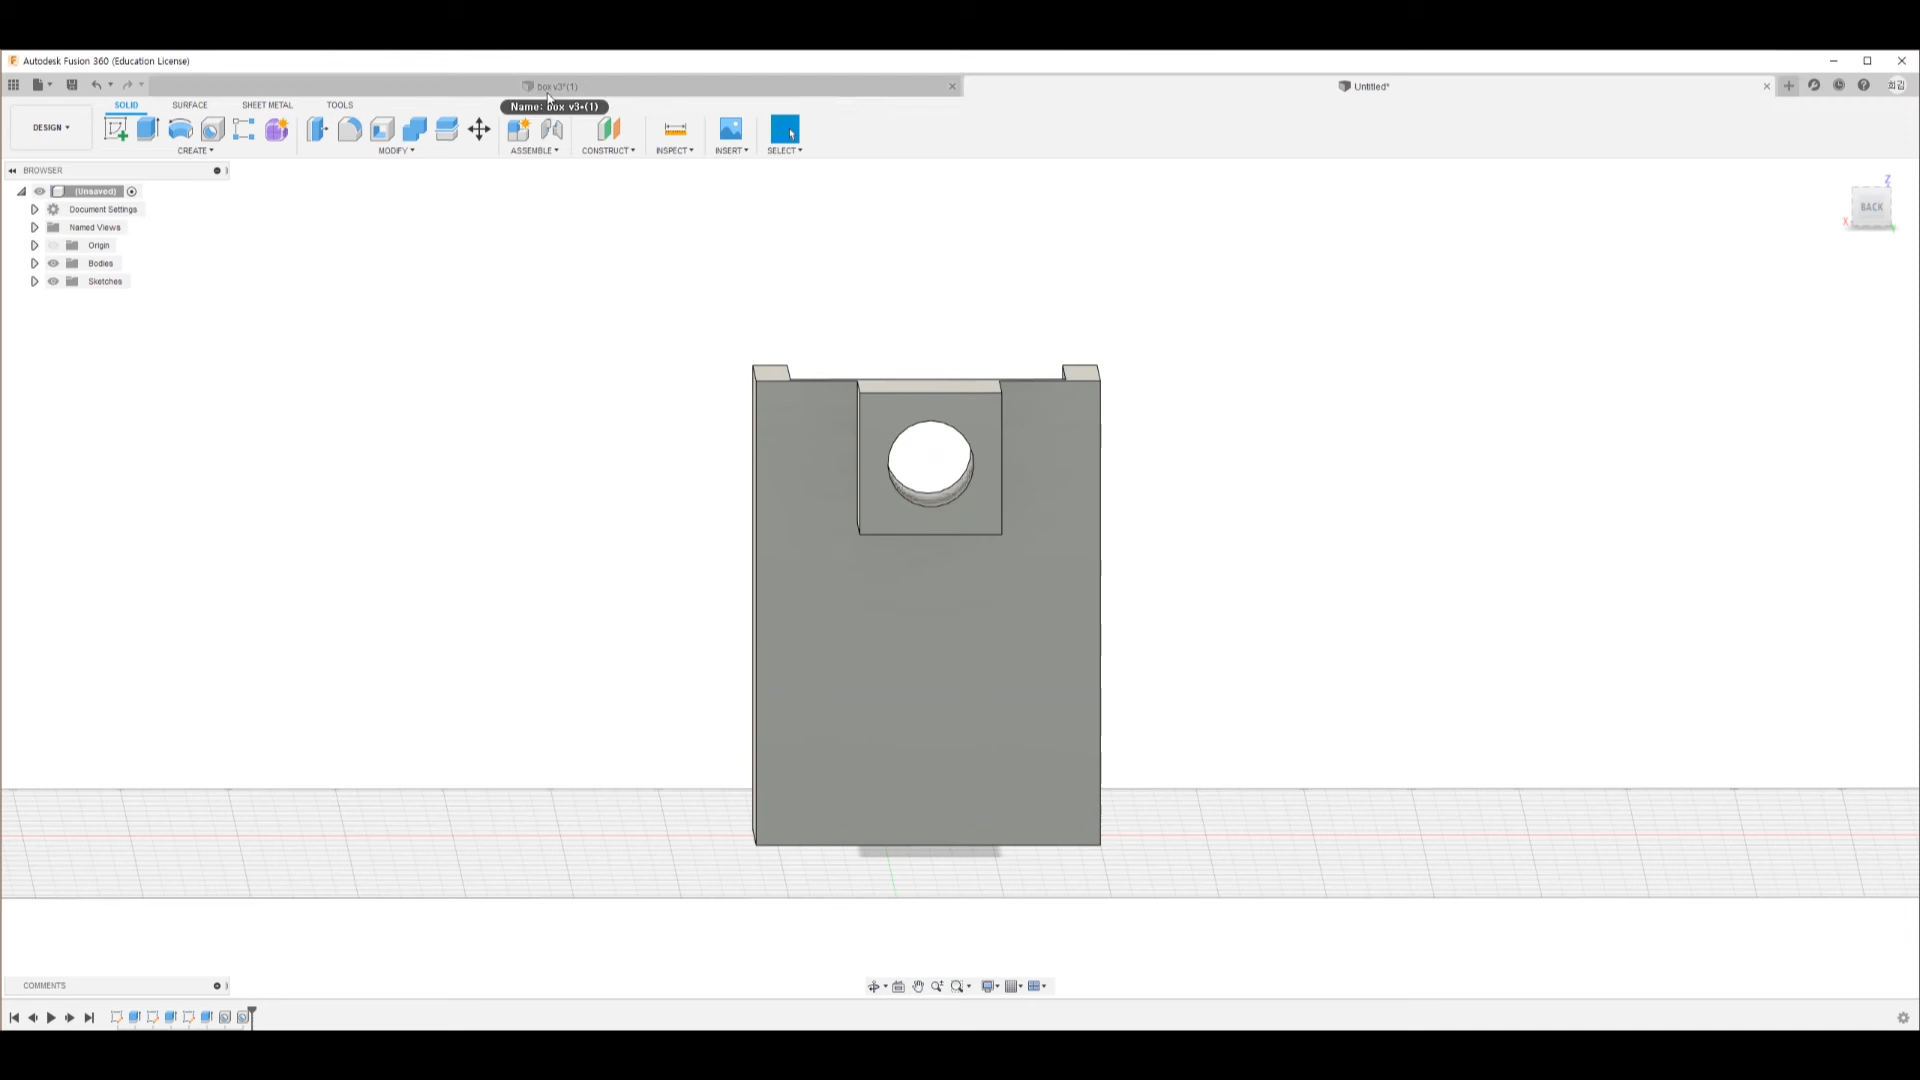 Autodesk Fusion 360 (Education License)
box v3*(1)
Untitled*
Name: box v3*(1)
SOLID
SURFACE
SHEET METAL
TOOLS
DESIGN
CREATE
MODIFY
ASSEMBLE
CONSTRUCT
INSPECT
INSERT
SELECT
BROWSER
(Unsaved)
Document Settings
Named Views
Origin
Bodies
Sketches
Z
BACK
X
COMMENTS